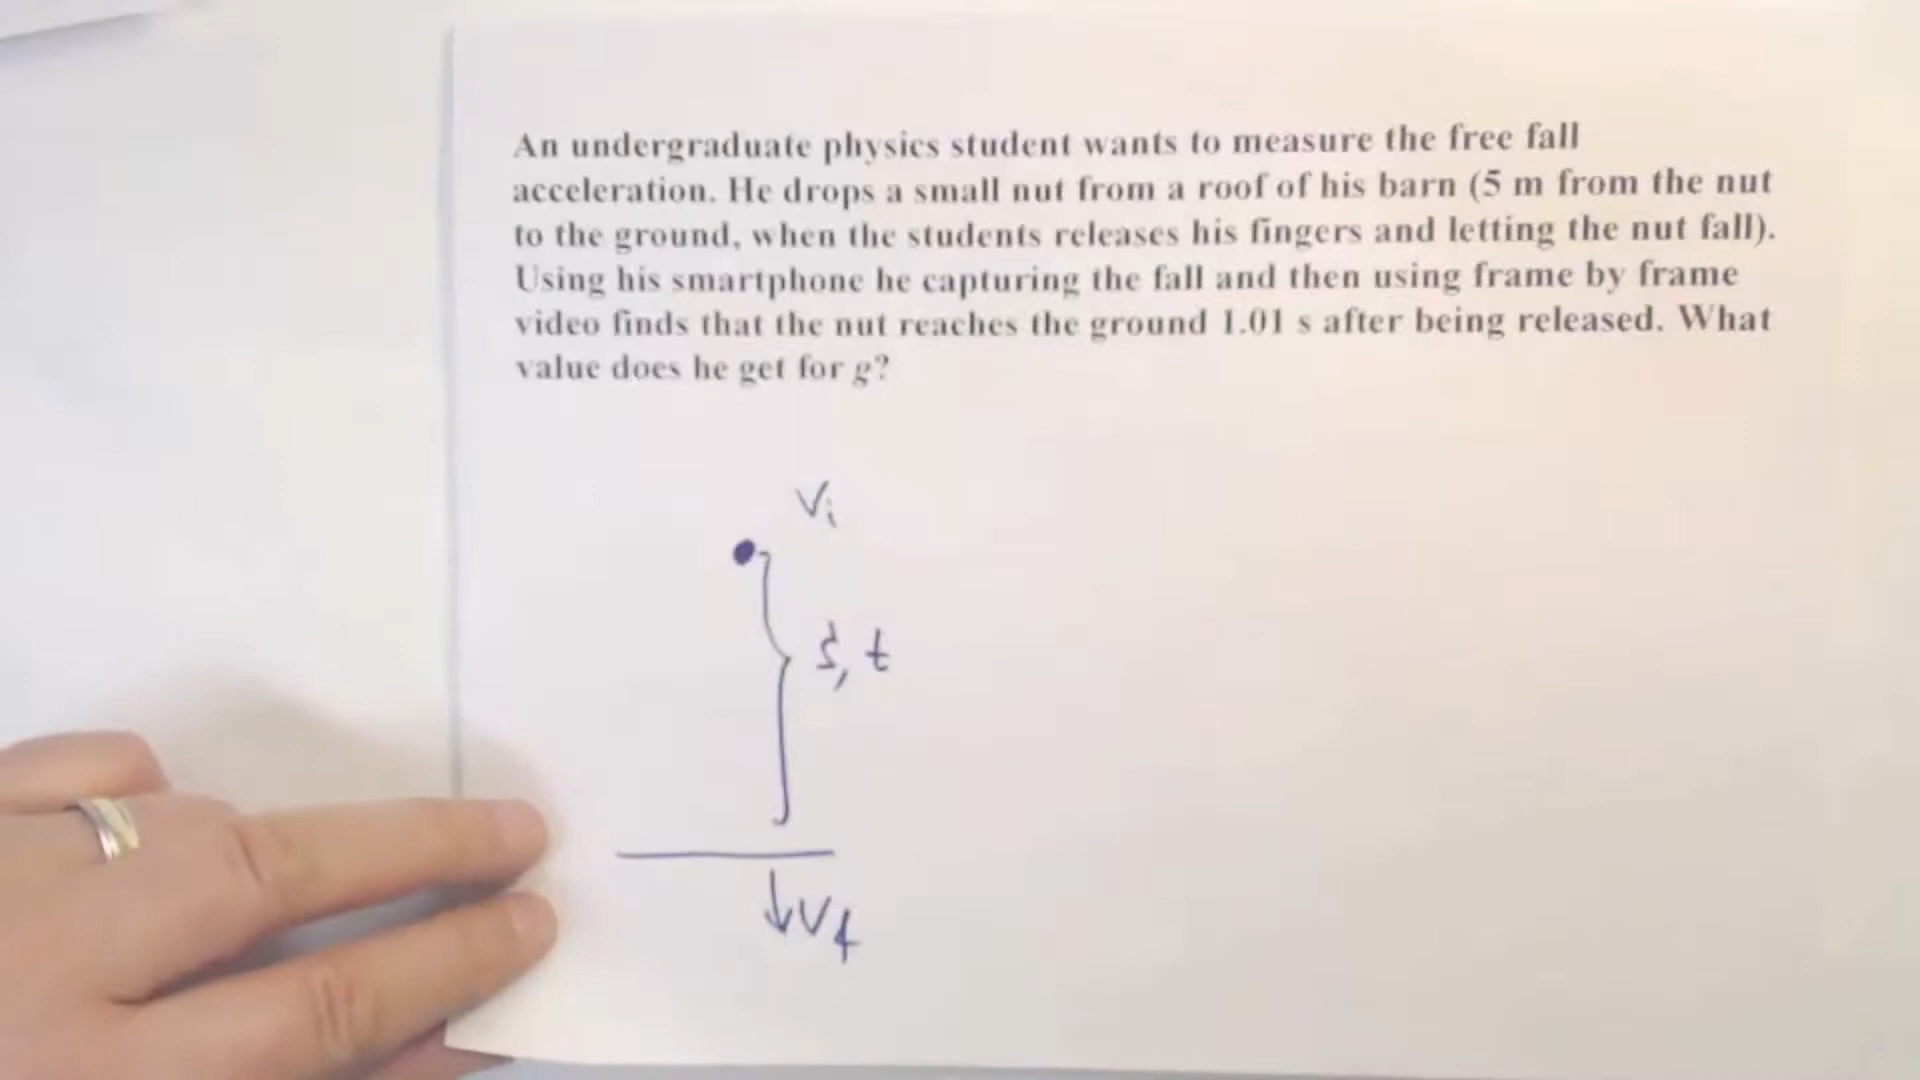 An undergraduate physics student wants to measure the free fall
acceleration. He drops a small nut from a roof of his barn (5 m from the nut
to the ground, when the students releases his fingers and letting the nut fall).
Using his smartphone he capturing the fall and then using frame by frame
video finds that the nut reaches the ground 1.01 s after being released. What
value does he get for g?
Vi
s, t
↓Vf